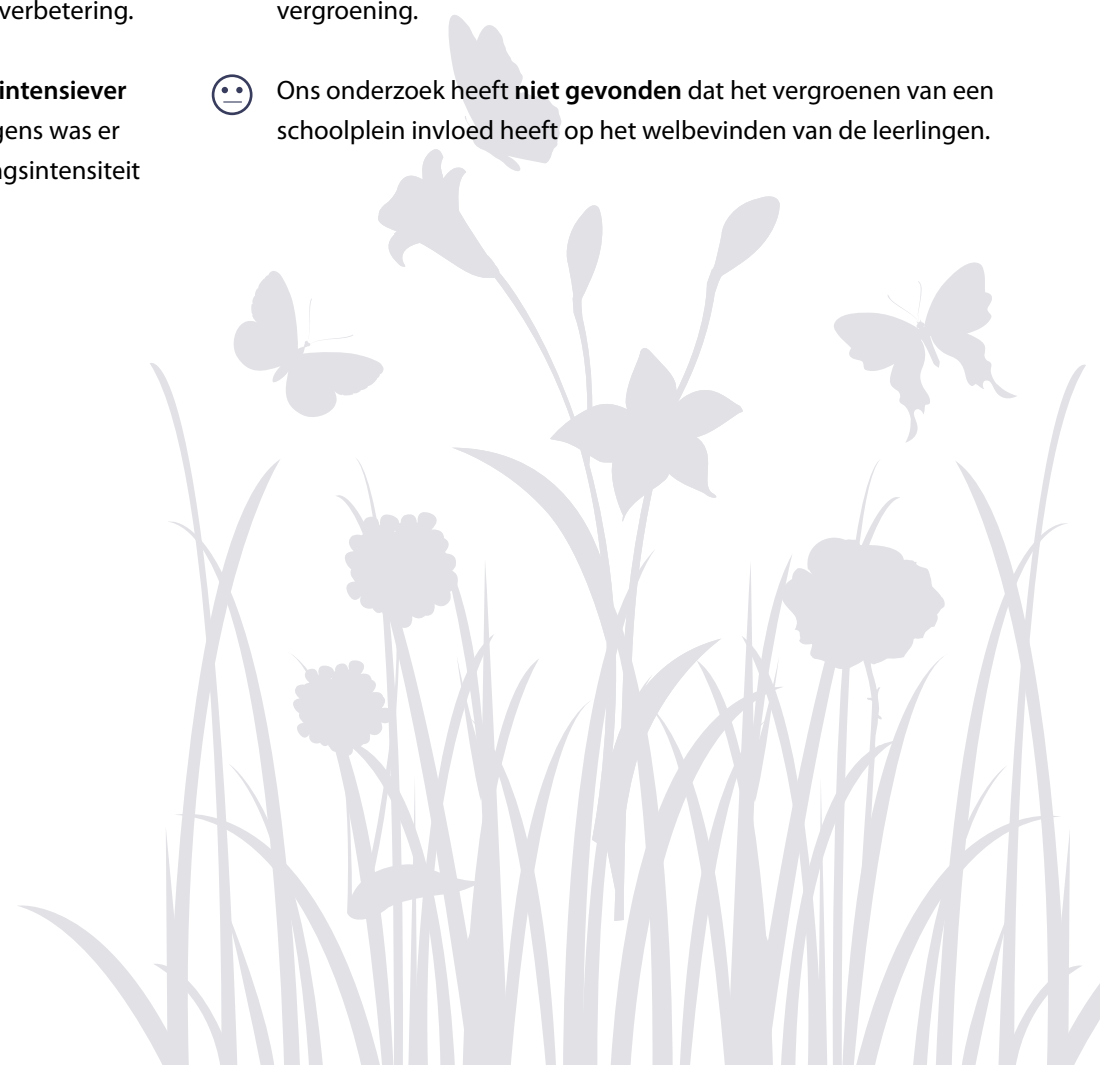 verbetering.
intensiever
gens was er
gsintensiteit
vergroening.
Ons onderzoek heeft niet gevonden dat het vergroenen van een
schoolplein invloed heeft op het welbevinden van de leerlingen.